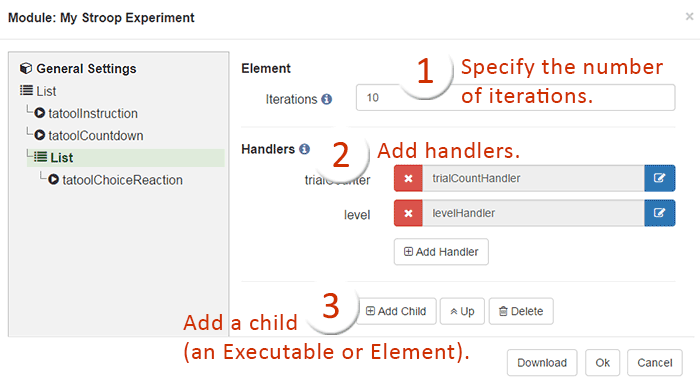 Module: My Stroop Experiment ×
General Settings
List
tatoolInstruction
tatoolCountdown
List
tatoolChoiceReaction
Element
1 Specify the number
of iterations.
Iterations 10
Handlers
2 Add handlers.
trialCounter trialCountHandler
level levelHandler
Add Handler
3 Add Child Up Delete
Add a child
(an Executable or Element).
Download Ok Cancel